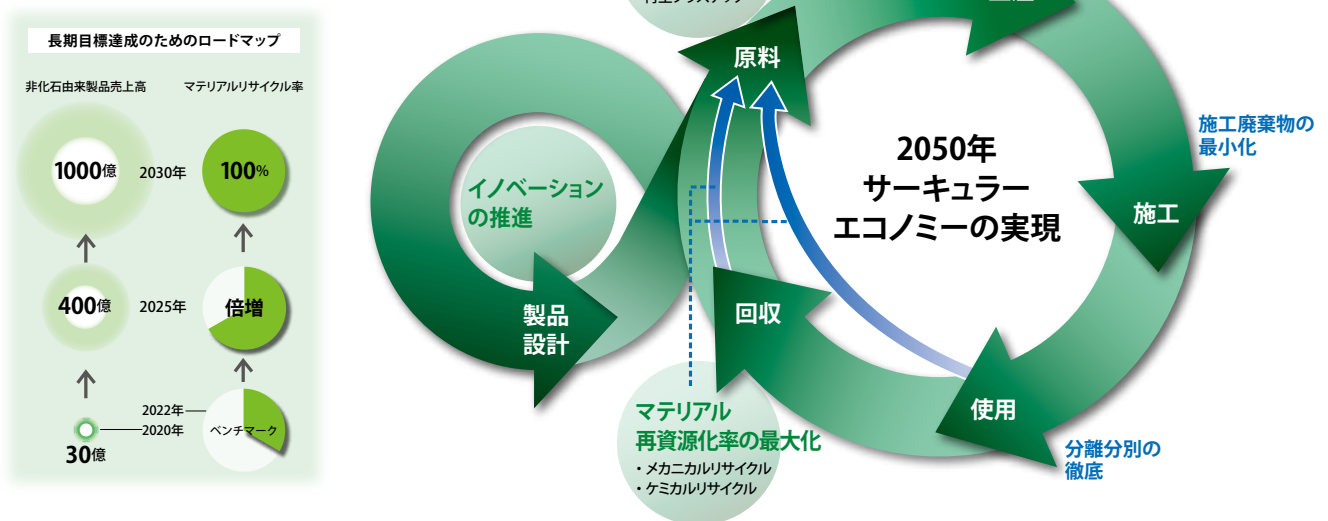 長期目標達成のためのロードマップ
非化石由来製品売上高
マテリアルリサイクル率
1000億
2030年
100%
400億
2025年
倍増
2022年
2020年
ベンチマーク
30億
原料
イノベーション
の推進
製品
設計
2050年
サーキュラー
エコノミーの実現
施工廃棄物の
最小化
施工
回収
使用
分離分別の
徹底
マテリアル
再資源化率の最大化
・メカニカルリサイクル
・ケミカルリサイクル